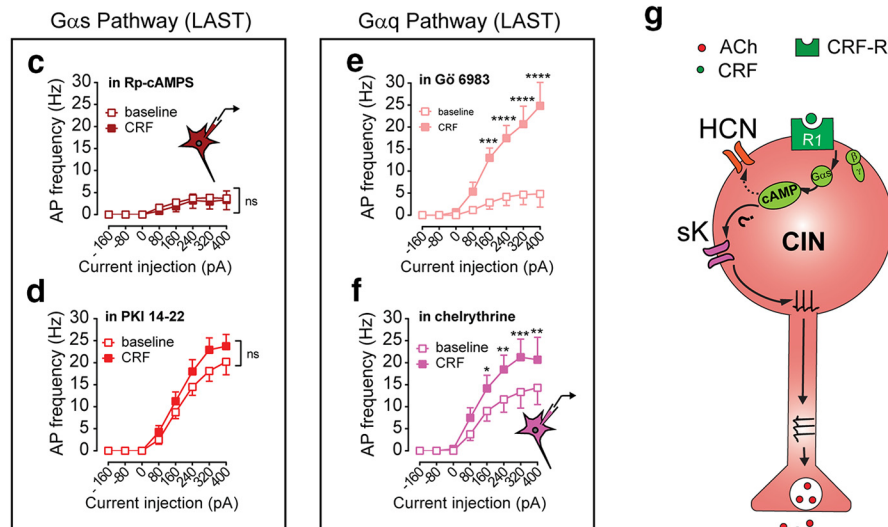 Gαs Pathway (LAST)
Gαq Pathway (LAST)
c
in Rp-cAMPS
baseline
CRF
AP frequency (Hz)
30
25
20
15
10
5
0
ns
-160
-80
0
80
160
240
320
400
Current injection (pA)
d
in PKI 14-22
baseline
CRF
AP frequency (Hz)
30
25
20
15
10
5
0
ns
-160
-80
0
80
160
240
320
400
Current injection (pA)
e
in Gö 6983
baseline
CRF
AP frequency (Hz)
30
25
20
15
10
5
0
*** **** **** **** ****
-160
-80
0
80
160
240
320
400
Current injection (pA)
f
in chelrythrine
baseline
CRF
AP frequency (Hz)
30
25
20
15
10
5
0
* ** *** **
-160
-80
0
80
160
240
320
400
Current injection (pA)
g
ACh
CRF
CRF-R
HCN
R1
β
γ
Gαs
cAMP
?
sK
CIN